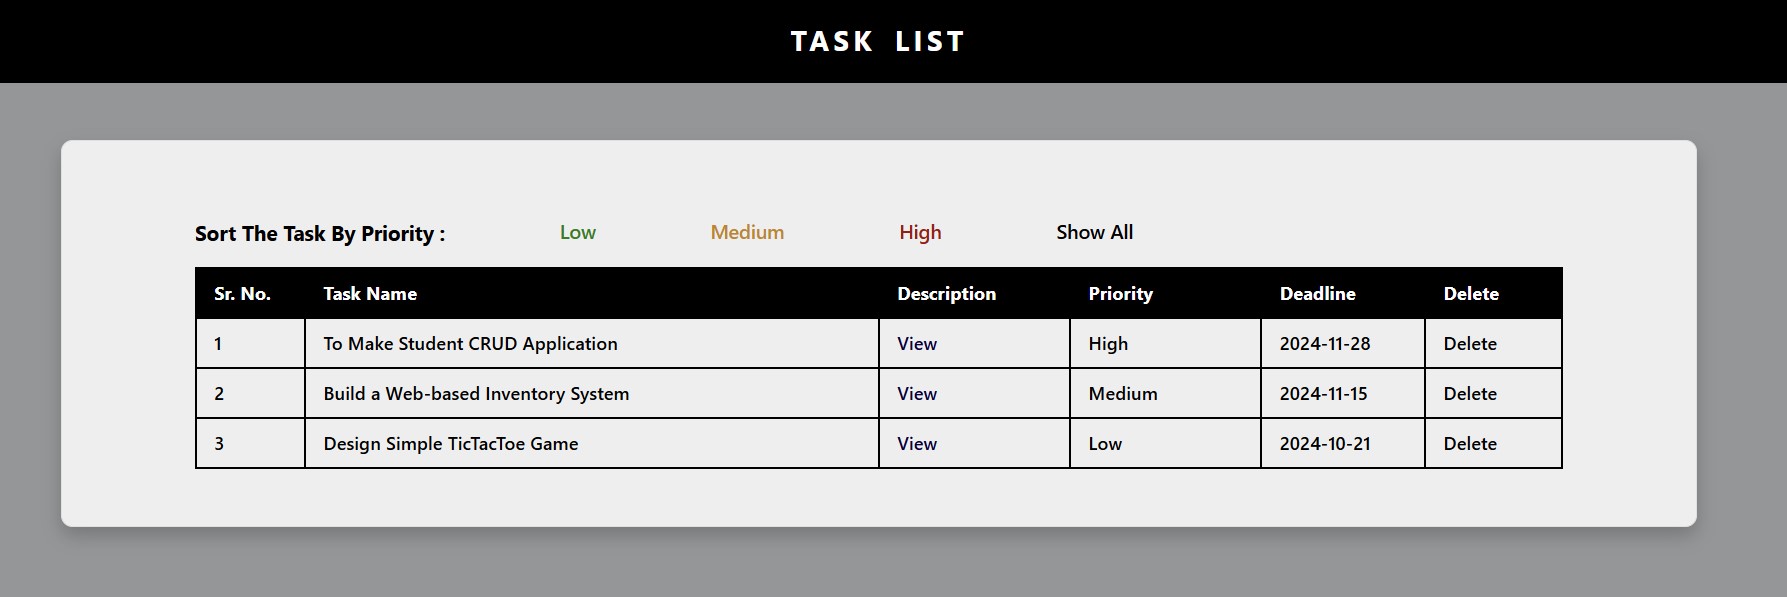 TASK LIST
Sort The Task By Priority : Low Medium High Show All
Sr. No. Task Name Description Priority Deadline Delete
1 To Make Student CRUD Application View High 2024-11-28 Delete
2 Build a Web-based Inventory System View Medium 2024-11-15 Delete
3 Design Simple TicTacToe Game View Low 2024-10-21 Delete